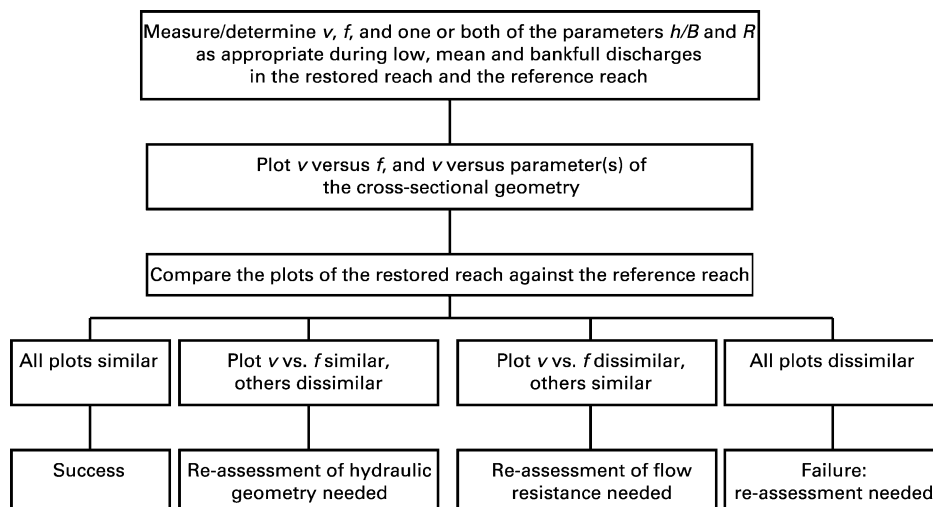 Measure/determine v, f, and one or both of the parameters h/B and R
as appropriate during low, mean and bankfull discharges
in the restored reach and the reference reach
Plot v versus f, and v versus parameter(s) of
the cross-sectional geometry
Compare the plots of the restored reach against the reference reach
All plots similar
Plot v vs. f similar,
others dissimilar
Plot v vs. f dissimilar,
others similar
All plots dissimilar
Success
Re-assessment of hydraulic
geometry needed
Re-assessment of flow
resistance needed
Failure:
re-assessment needed